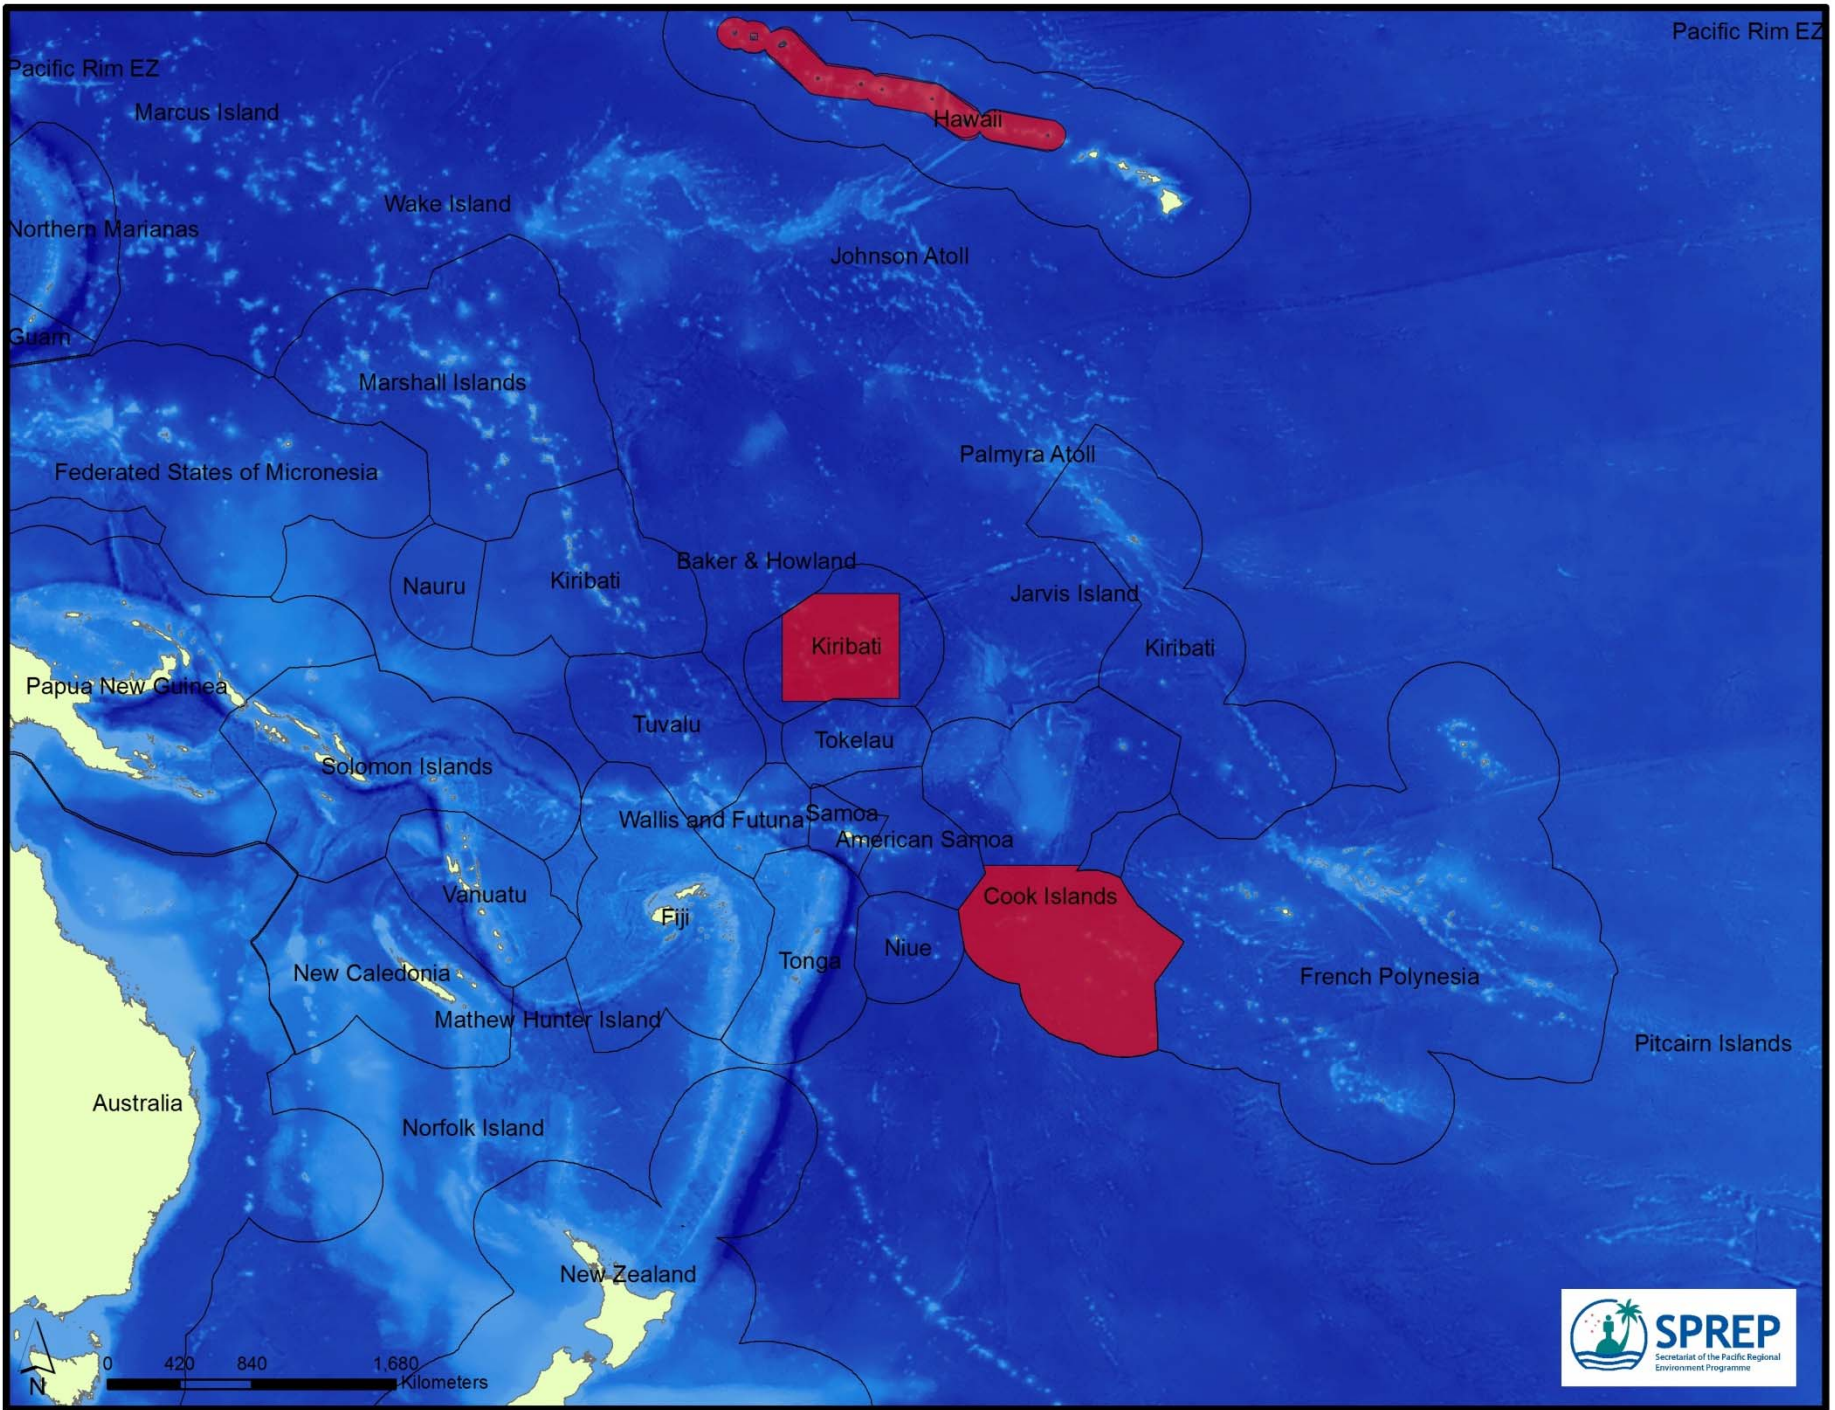 Pacific Rim EZ
Pacific Rim EZ
Marcus Island
Hawaii
Wake Island
Northern Marianas
Johnson Atoll
Guam
Marshall Islands
Palmyra Atoll
Federated States of Micronesia
Baker & Howland
Nauru
Kiribati
Jarvis Island
Kiribati
Kiribati
Papua New Guinea
Tuvalu
Tokelau
Solomon Islands
Wallis and Futuna
Samoa
American Samoa
Vanuatu
Cook Islands
Fiji
Niue
Tonga
New Caledonia
French Polynesia
Mathew Hunter Island
Pitcairn Islands
Australia
Norfolk Island
New Zealand
SPREP
Secretariat of the Pacific Regional
Environment Programme
0 420 840 1,680
Kilometers
N